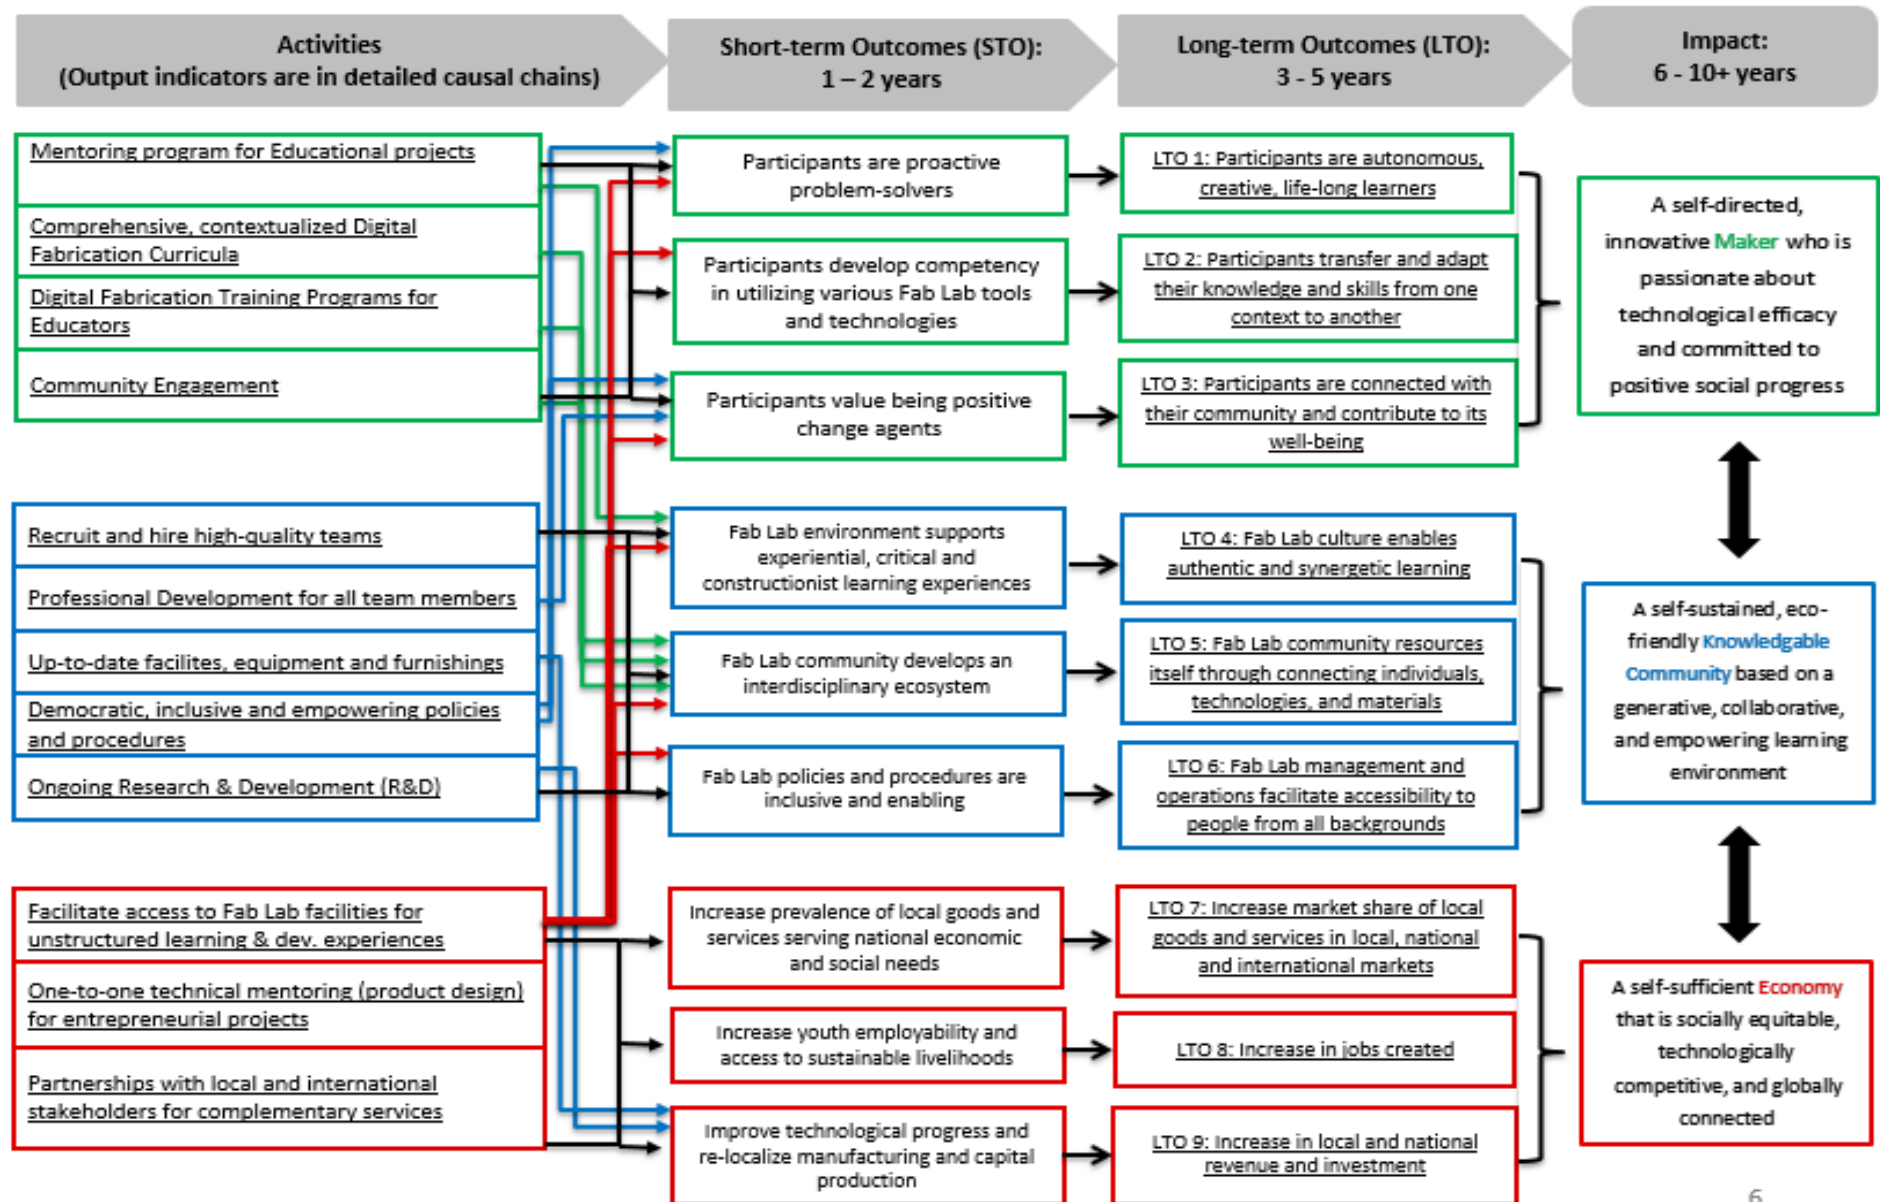 Activities
(Output indicators are in detailed causal chains)
Short-term Outcomes (STO):
1 – 2 years
Long-term Outcomes (LTO):
3 - 5 years
Impact:
6 - 10+ years
Mentoring program for Educational projects
Comprehensive, contextualized Digital
Fabrication Curricula
Digital Fabrication Training Programs for
Educators
Community Engagement
Recruit and hire high-quality teams
Professional Development for all team members
Up-to-date facilites, equipment and furnishings
Democratic, inclusive and empowering policies
and procedures
Ongoing Research & Development (R&D)
Facilitate access to Fab Lab facilities for
unstructured learning & dev. experiences
One-to-one technical mentoring (product design)
for entrepreneurial projects
Partnerships with local and international
stakeholders for complementary services
Participants are proactive
problem-solvers
Participants develop competency
in utilizing various Fab Lab tools
and technologies
Participants value being positive
change agents
Fab Lab environment supports
experiential, critical and
constructionist learning experiences
Fab Lab community develops an
interdisciplinary ecosystem
Fab Lab policies and procedures are
inclusive and enabling
Increase prevalence of local goods and
services serving national economic
and social needs
Increase youth employability and
access to sustainable livelihoods
Improve technological progress and
re-localize manufacturing and capital
production
LTO 1: Participants are autonomous,
creative, life-long learners
LTO 2: Participants transfer and adapt
their knowledge and skills from one
context to another
LTO 3: Participants are connected with
their community and contribute to its
well-being
LTO 4: Fab Lab culture enables
authentic and synergetic learning
LTO 5: Fab Lab community resources
itself through connecting individuals,
technologies, and materials
LTO 6: Fab Lab management and
operations facilitate accessibility to
people from all backgrounds
LTO 7: Increase market share of local
goods and services in local, national
and international markets
LTO 8: Increase in jobs created
LTO 9: Increase in local and national
revenue and investment
A self-directed,
innovative Maker who is
passionate about
technological efficacy
and committed to
positive social progress
A self-sustained, eco-
friendly Knowledgable
Community based on a
generative, collaborative,
and empowering learning
environment
A self-sufficient Economy
that is socially equitable,
technologically
competitive, and globally
connected
6